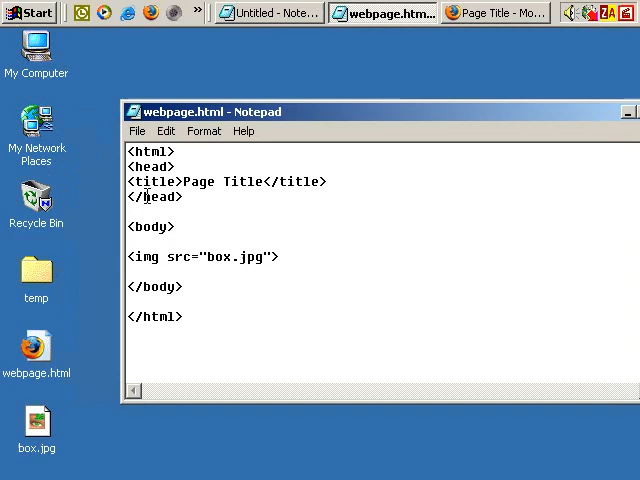 Start
»
Untitled - Note...
webpage.htm...
Page Title - Mo...
ZA
My Computer
My Network
Places
Recycle Bin
temp
webpage.html
box.jpg
webpage.html - Notepad
File Edit Format Help
<html>
<head>
<title>Page Title</title>
</head>
<body>
<img src="box.jpg">
</body>
</html>